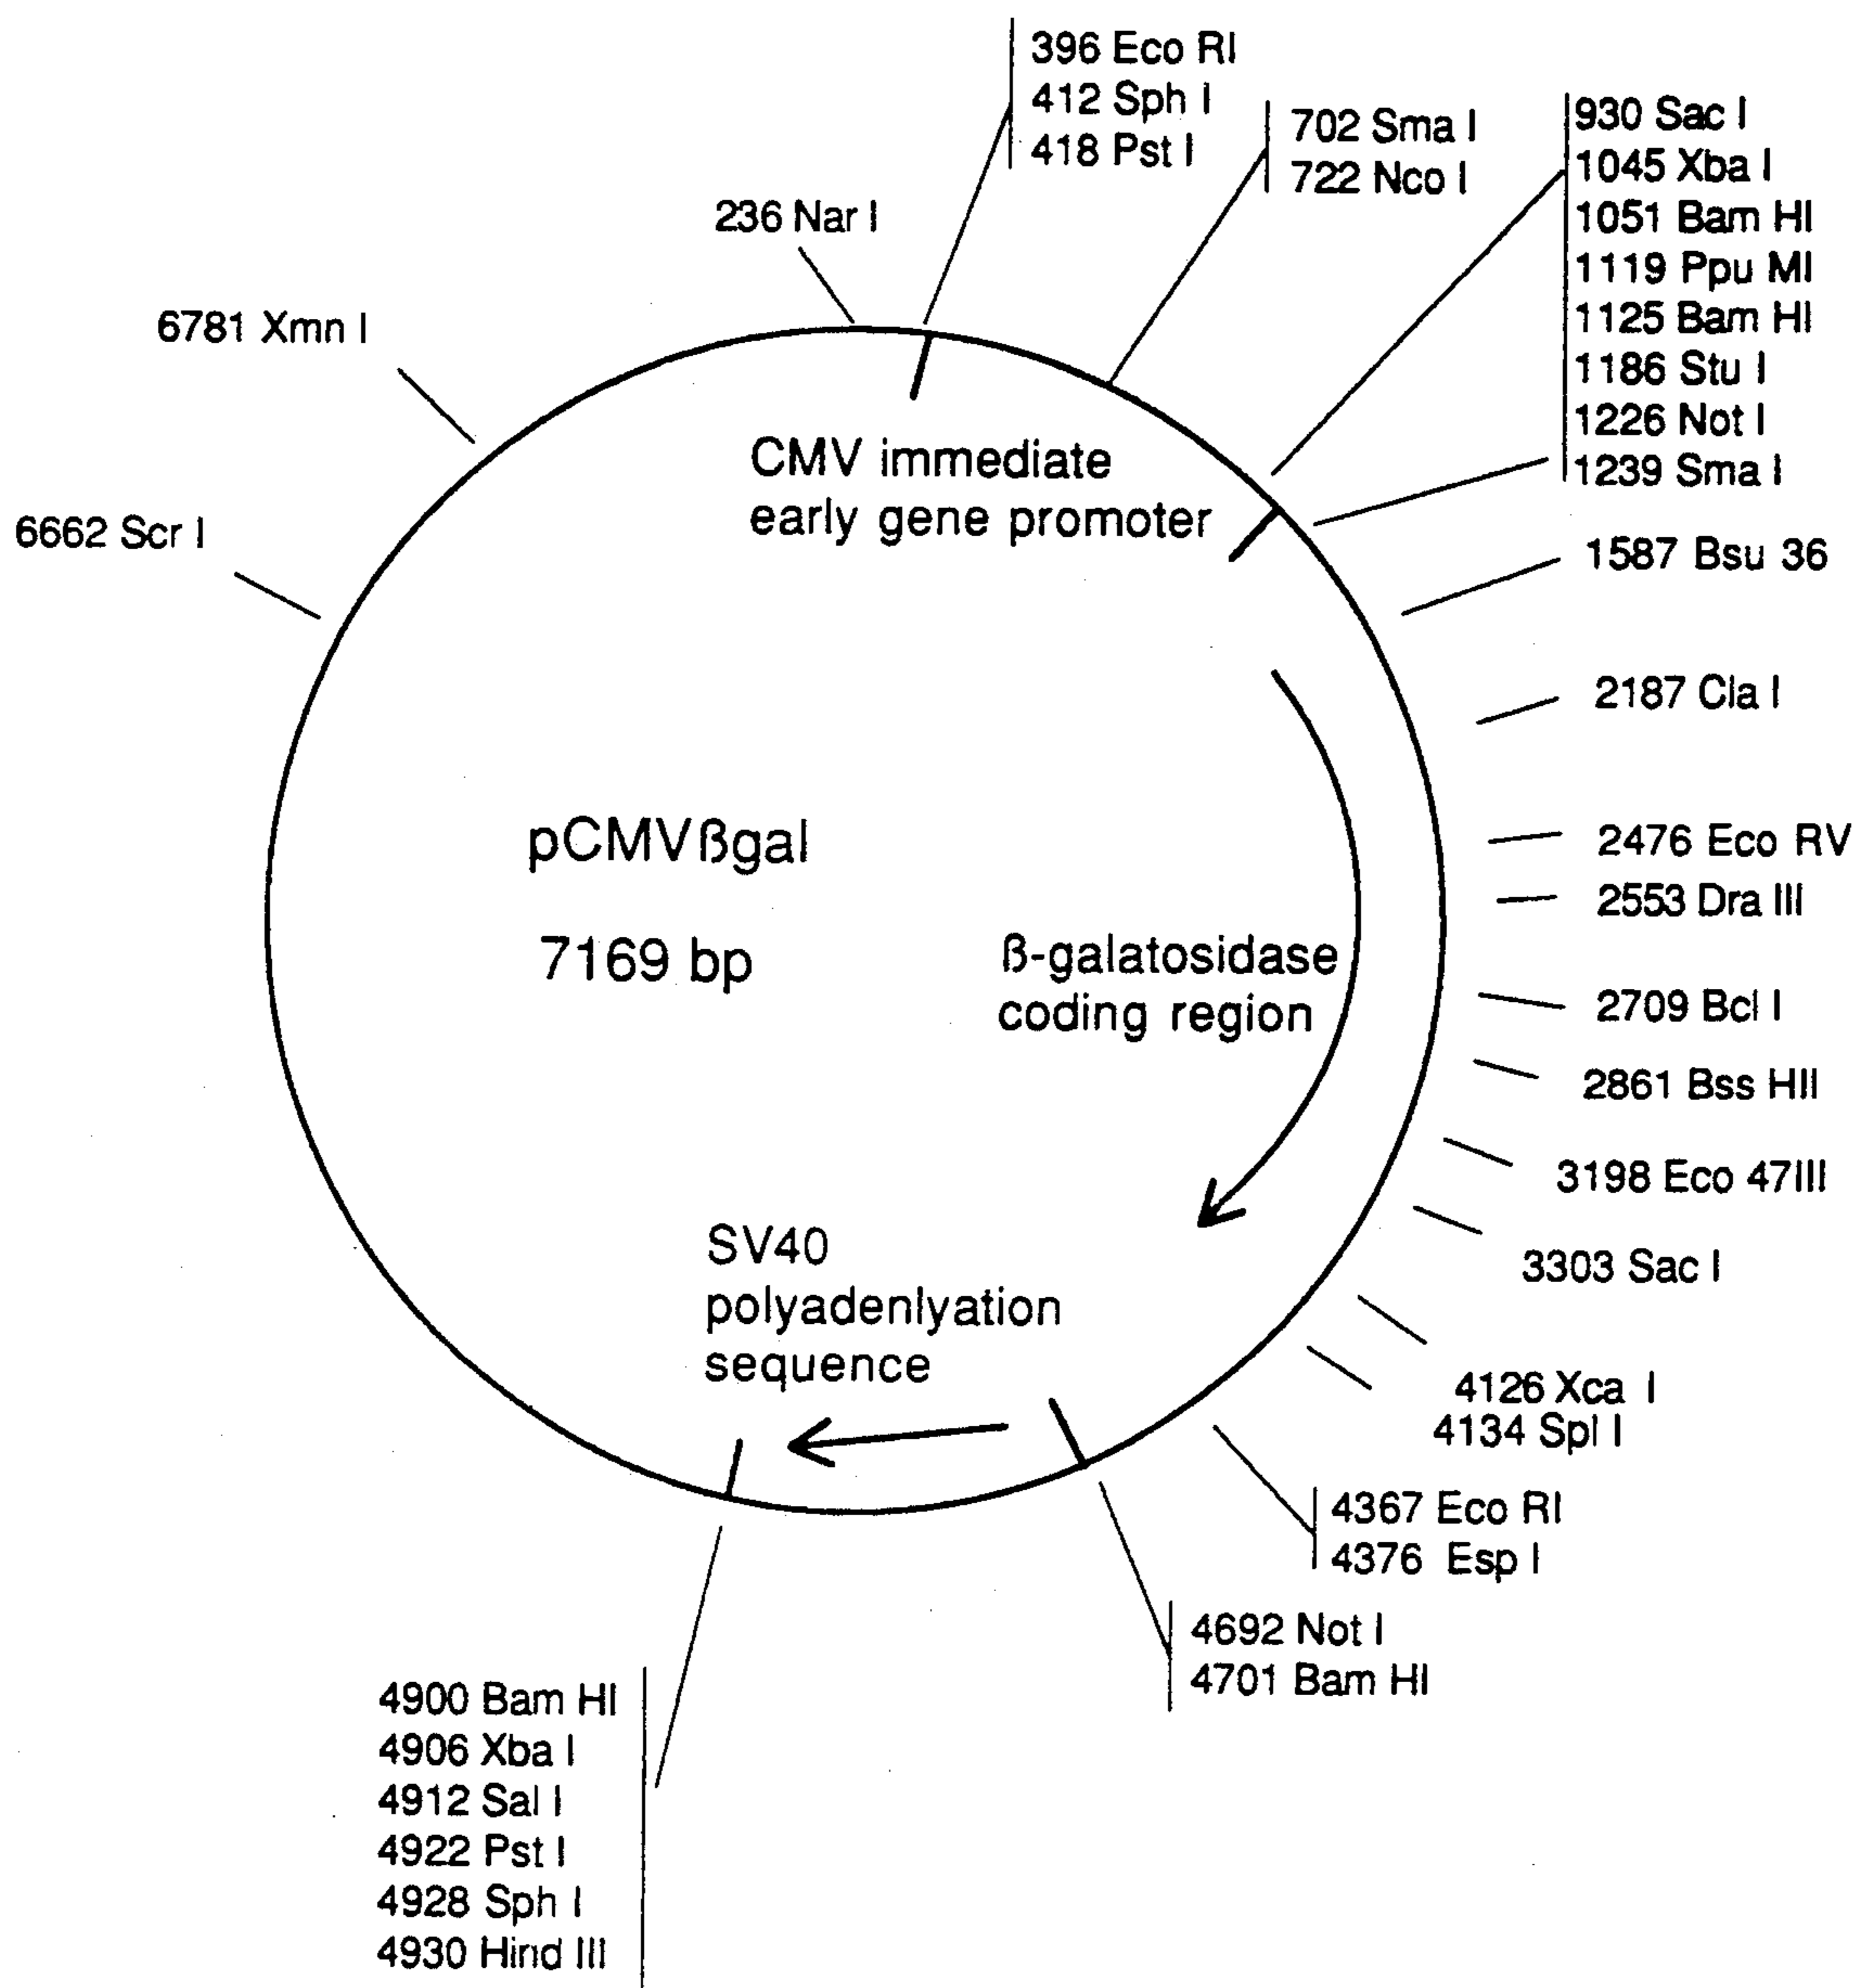 396 Eco RI
412 Sph I
418 Pst I
702 Sma I
722 Nco I
930 Sac I
1045 Xba I
1051 Bam HI
1119 Ppu MI
1125 Bam HI
1186 Stu I
1226 Not I
1239 Sma I
236 Nar I
6781 Xmn I
6662 Scr I
CMV immediate
early gene promoter
1587 Bsu 36
2187 Cla I
2476 Eco RV
2553 Dra III
2709 Bcl I
2861 Bss HII
3198 Eco 47III
3303 Sac I
4126 Xca I
4134 Spl I
4367 Eco RI
4376 Esp I
4692 Not I
4701 Bam HI
pCMVßgal
7169 bp
ß-galatosidase
coding region
SV40
polyadenlyation
sequence
4900 Bam HI
4906 Xba I
4912 Sal I
4922 Pst I
4928 Sph I
4930 Hind III